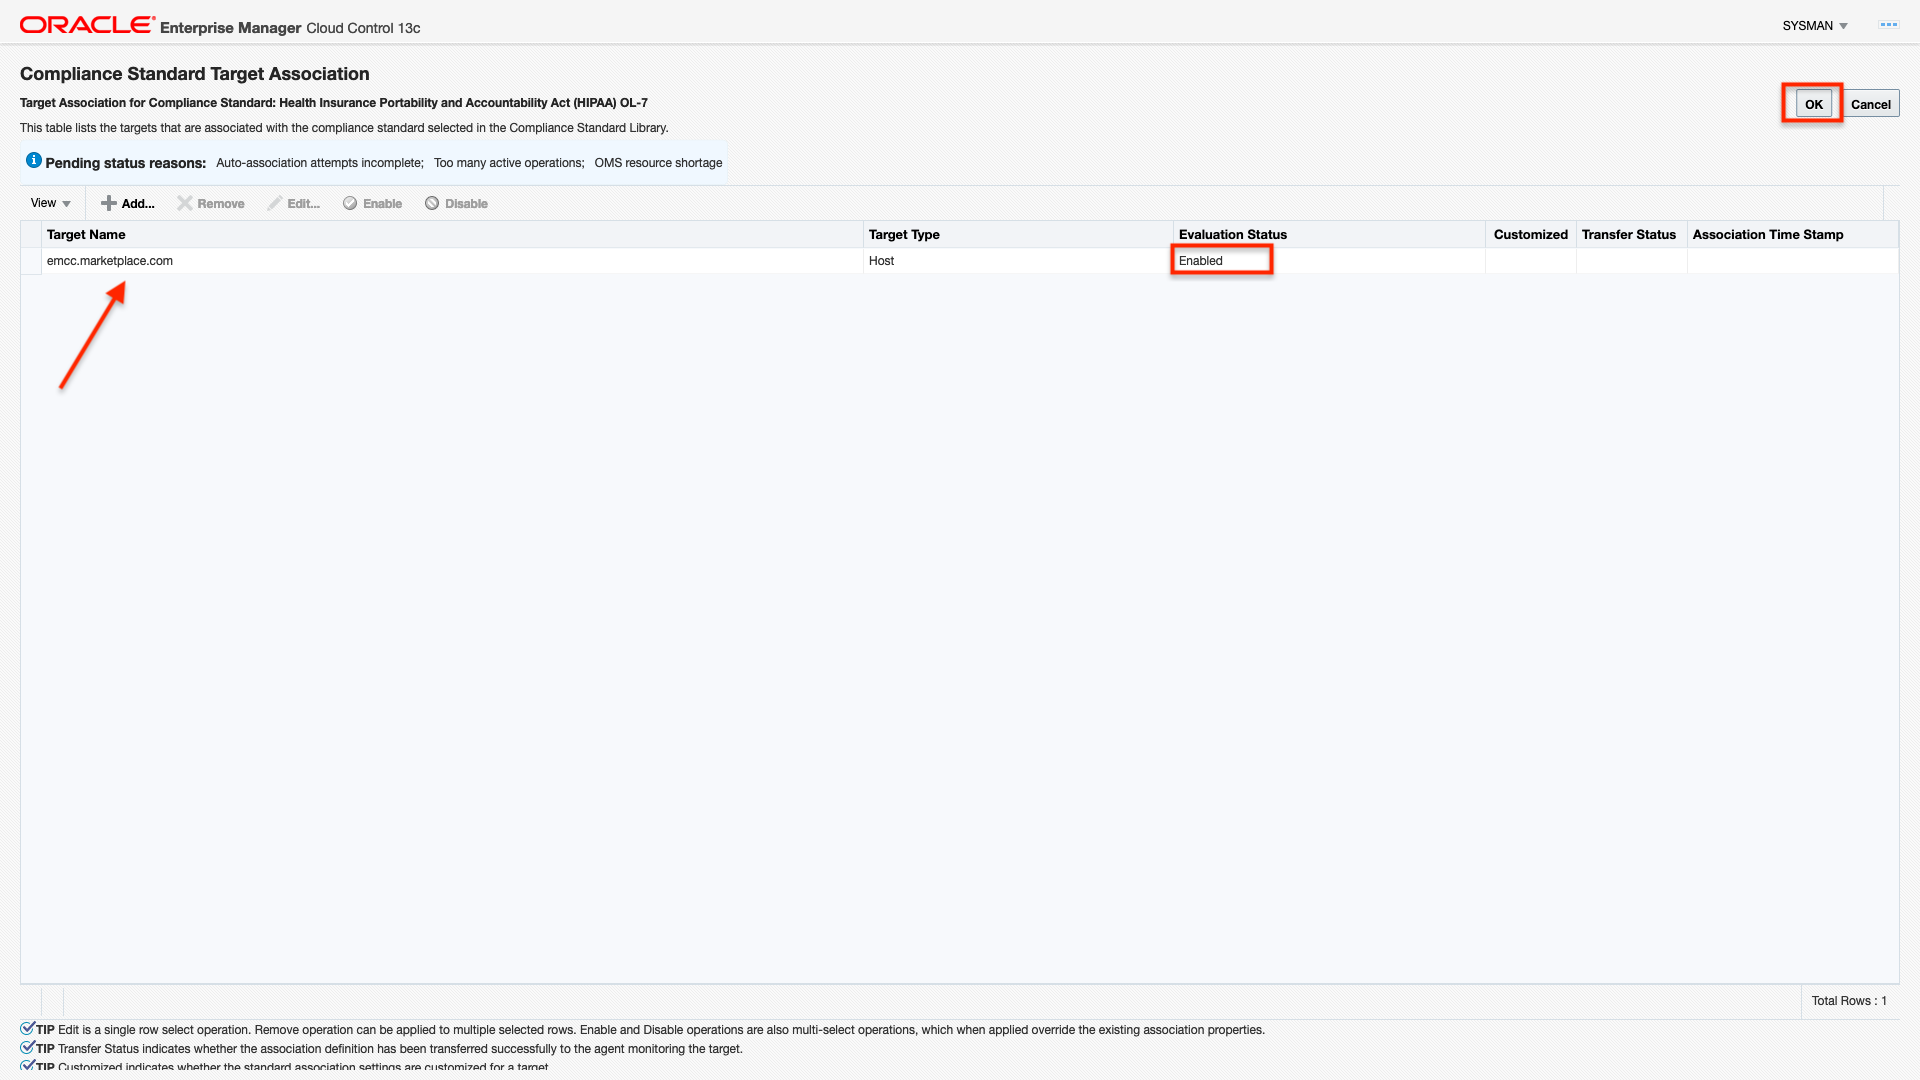 ORACLE Enterprise Manager Cloud Control 13c
SYSMAN
Compliance Standard Target Association
Target Association for Compliance Standard: Health Insurance Portability and Accountability Act (HIPAA) OL-7
OK Cancel
This table lists the targets that are associated with the compliance standard selected in the Compliance Standard Library.
Pending status reasons: Auto-association attempts incomplete; Too many active operations; OMS resource shortage
View Add... Remove Edit... Enable Disable
Target Name Target Type Evaluation Status Customized Transfer Status Association Time Stamp
emcc.marketplace.com Host Enabled
Total Rows : 1
TIP Edit is a single row select operation. Remove operation can be applied to multiple selected rows. Enable and Disable operations are also multi-select operations, which when applied override the existing association properties.
TIP Transfer Status indicates whether the association definition has been transferred successfully to the agent monitoring the target.
TIP Customized indicates whether the standard association settings are customized for a target